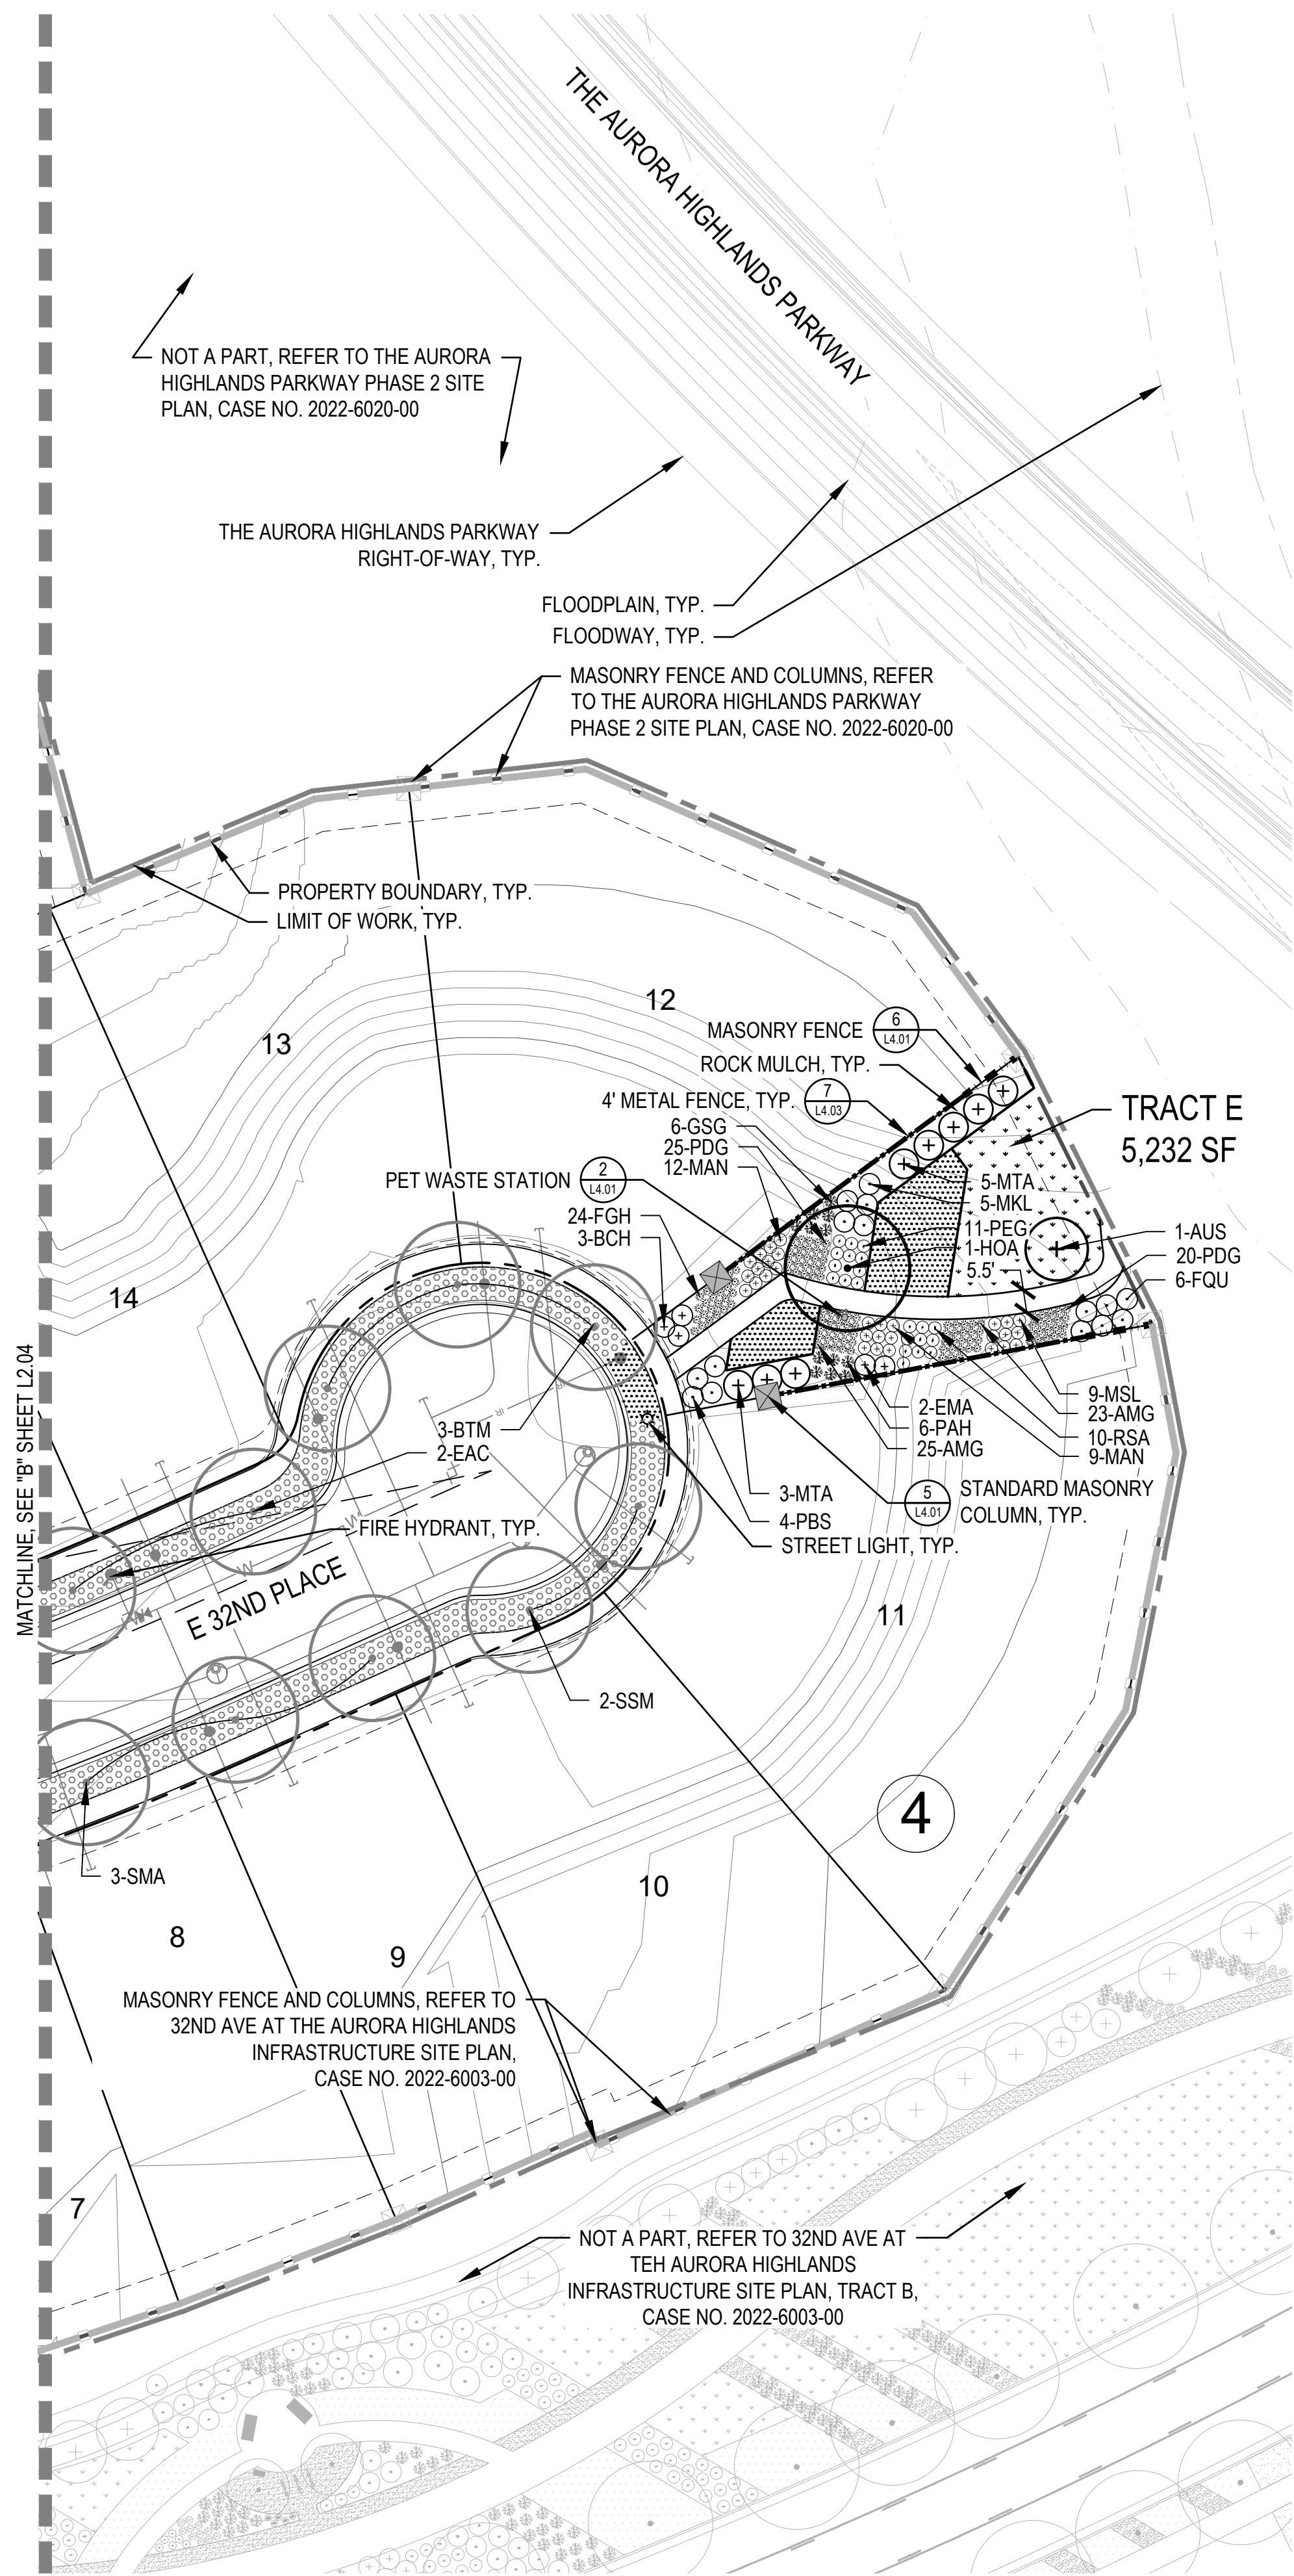 THE AURORA HIGHLANDS PARKWAY
NOT A PART, REFER TO THE AURORA
HIGHLANDS PARKWAY PHASE 2 SITE
PLAN, CASE NO. 2022-6020-00
THE AURORA HIGHLANDS PARKWAY
RIGHT-OF-WAY, TYP.
FLOODPLAIN, TYP.
FLOODWAY, TYP.
MASONRY FENCE AND COLUMNS, REFER
TO THE AURORA HIGHLANDS PARKWAY
PHASE 2 SITE PLAN, CASE NO. 2022-6020-00
PROPERTY BOUNDARY, TYP.
LIMIT OF WORK, TYP.
12
13
14
MASONRY FENCE
6
L4.01
ROCK MULCH, TYP.
4' METAL FENCE, TYP.
7
L4.03
6-GSG
25-PDG
12-MAN
PET WASTE STATION
2
L4.01
24-FGH
3-BCH
TRACT E
5,232 SF
5-MTA
5-MKL
11-PEG
1-HOA
5.5'
1-AUS
20-PDG
6-FQU
9-MSL
23-AMG
10-RSA
9-MAN
2-EMA
6-PAH
25-AMG
3-MTA
4-PBS
STREET LIGHT, TYP.
5
L4.01
STANDARD MASONRY
COLUMN, TYP.
3-BTM
2-EAC
FIRE HYDRANT, TYP.
W
W
W
IR
E 32ND PLACE
MATCHLINE, SEE "B" SHEET L2.04
2-SSM
3-SMA
11
4
10
9
8
7
MASONRY FENCE AND COLUMNS, REFER TO
32ND AVE AT THE AURORA HIGHLANDS
INFRASTRUCTURE SITE PLAN,
CASE NO. 2022-6003-00
NOT A PART, REFER TO 32ND AVE AT
TEH AURORA HIGHLANDS
INFRASTRUCTURE SITE PLAN, TRACT B,
CASE NO. 2022-6003-00